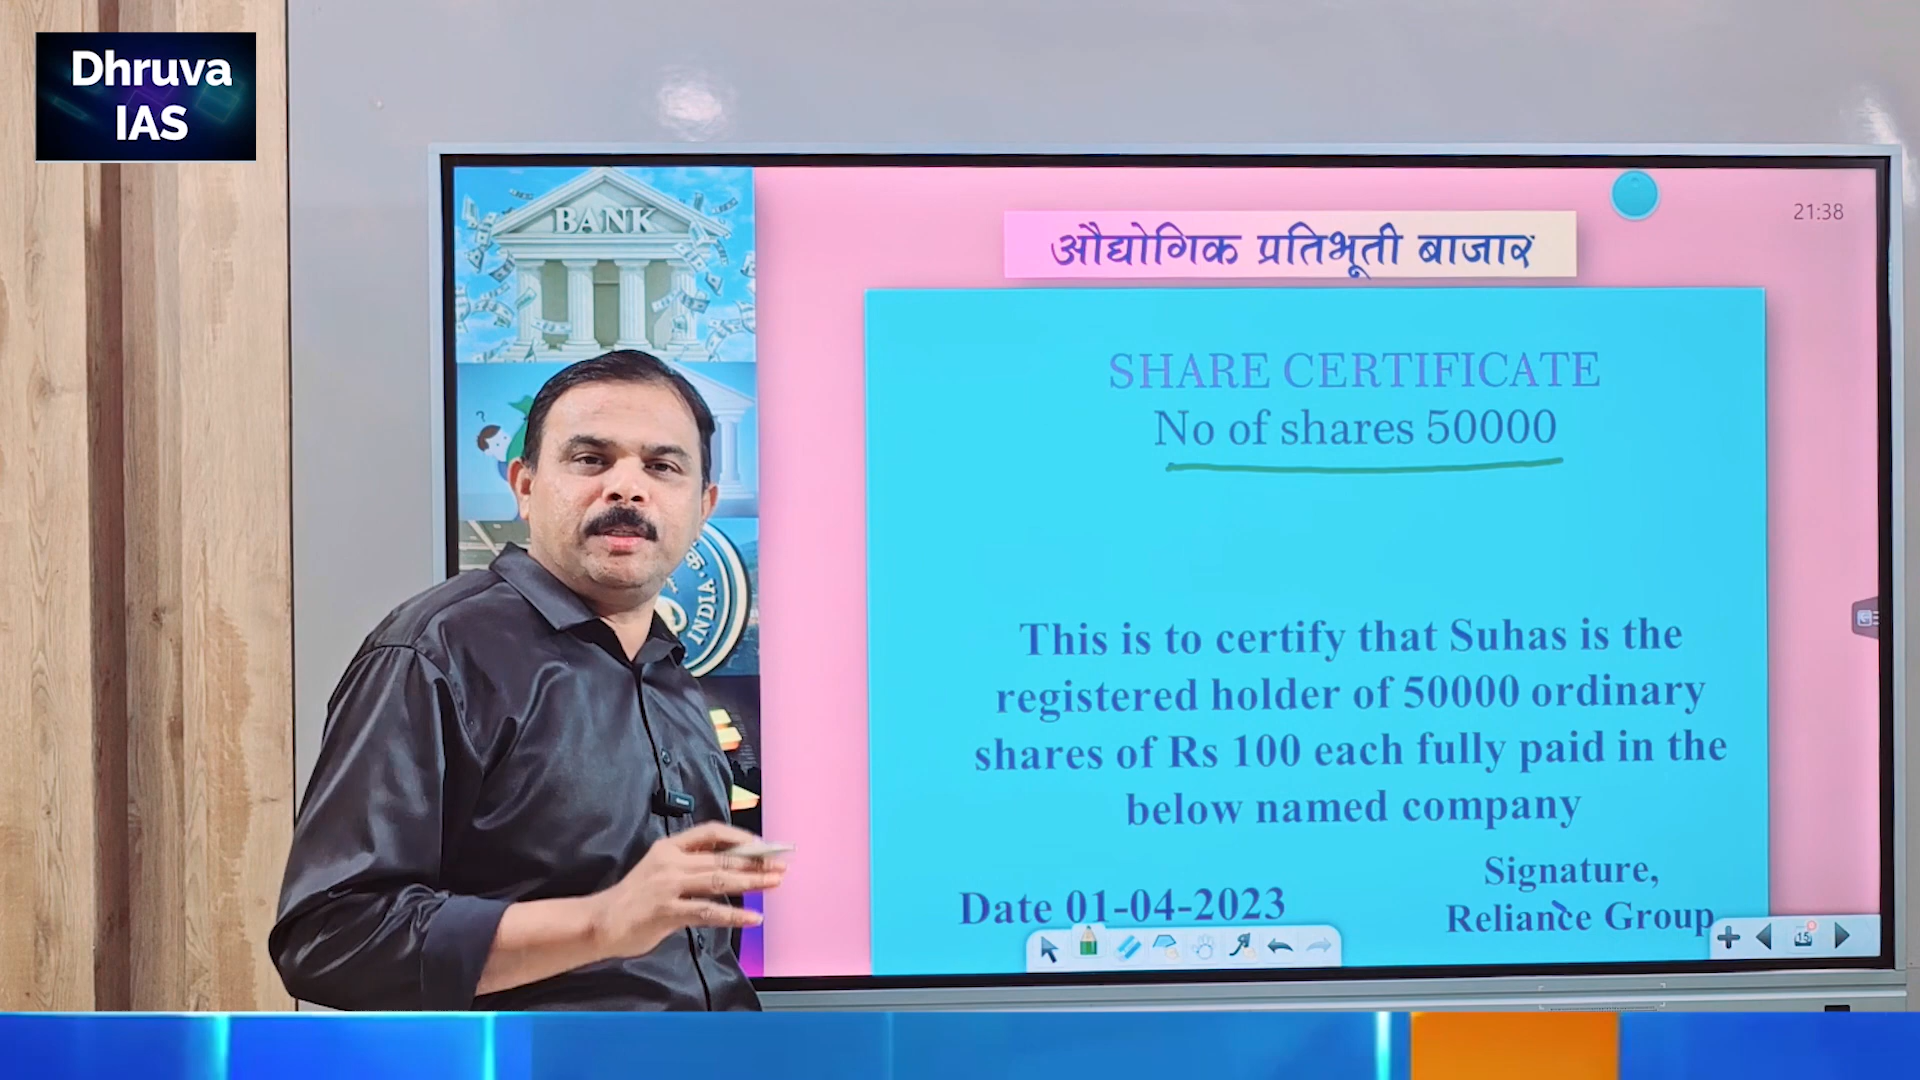 Dhruva
IAS
BANK
21:38
औद्योगिक प्रतिभूती बाजार
SHARE CERTIFICATE
No of shares 50000
INDIA
This is to certify that Suhas is the
registered holder of 50000 ordinary
shares of Rs 100 each fully paid in the
below named company
Signature,
Date 01-04-2023
Reliance Group
15